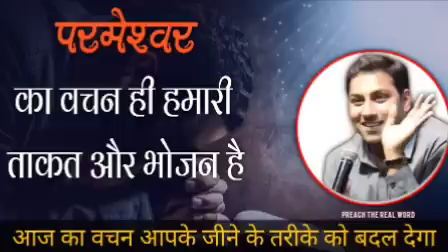 परमेश्वर
का वचन ही हमारी
ताकत और भोजन है
PREACH THE REAL WORD
आज का वचन आपके जीने के तरीके को बदल देगा